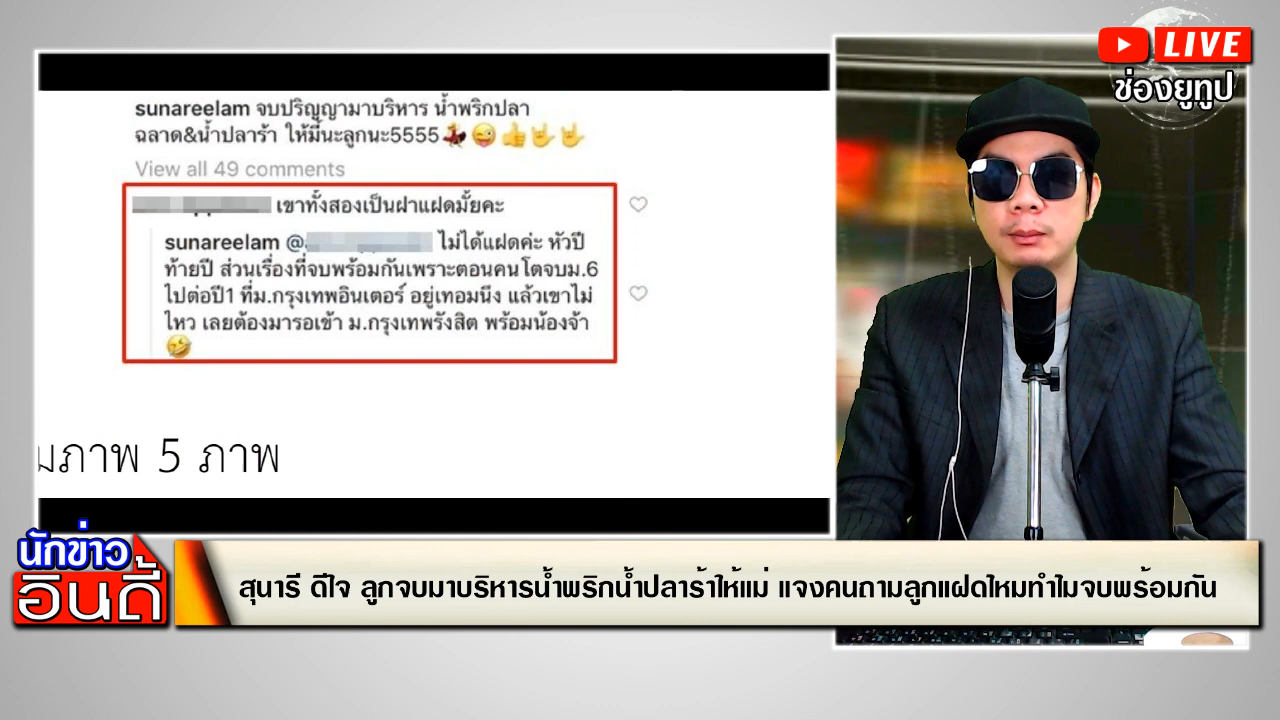 LIVE
ช่องยูทูป
sunareelam จบปริญญามาบริหาร น้ำพริกปลา
ฉลาด&น้ำปลาร้า ให้มี๊นะลูกนะ5555💃😜👍🤟🤟
View all 49 comments
เขาทั้งสองเป็นฝาแฝดมั้ยคะ
sunareelam @ ไม่ได้แฝดค่ะ หัวปี
ท้ายปี ส่วนเรื่องที่จบพร้อมกันเพราะตอนคนโตจบม.6
ไปต่อปี1 ที่ม.กรุงเทพอินเตอร์ อยู่เทอมนึง แล้วเขาไม่
ไหว เลยต้องมารอเข้า ม.กรุงเทพรังสิต พร้อมน้องจ้า
🤣
มภาพ 5 ภาพ
นักข่าว
อินดี้
สุนารี ดีใจ ลูกจบมาบริหารน้ำพริกน้ำปลาร้าให้แม่ แจงคนถามลูกแฝดไหมทำไมจบพร้อมกัน